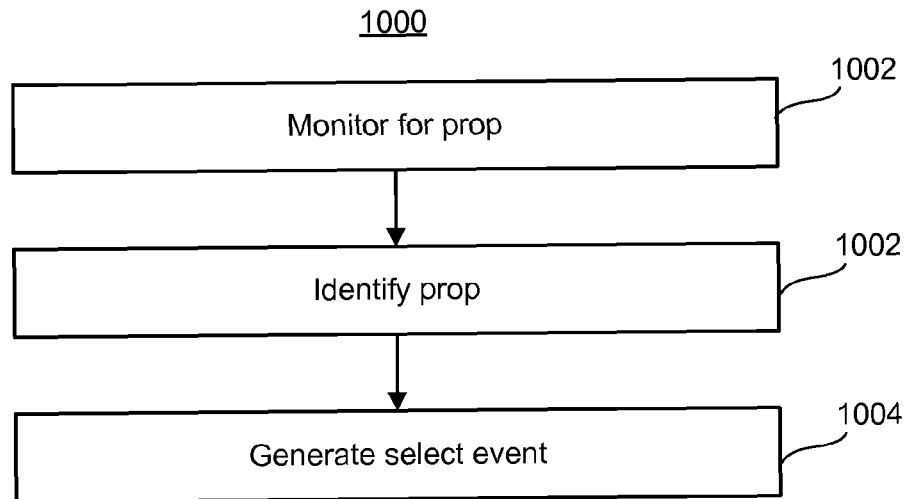 1000
1002
Monitor for prop
1002
Identify prop
1004
Generate select event